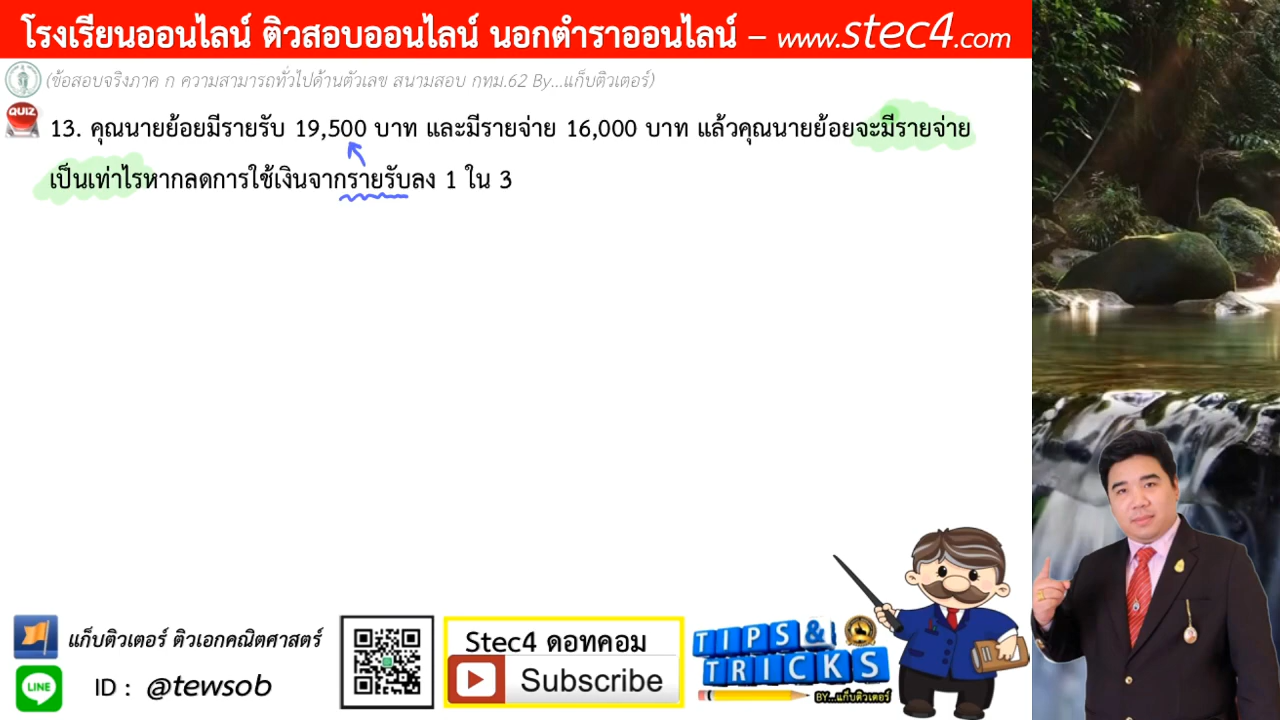 โรงเรียนออนไลน์ ติวสอบออนไลน์ นอกตำราออนไลน์ – www.stec4.com
(ข้อสอบจริงภาค ก ความสามารถทั่วไปด้านตัวเลข สนามสอบ กทม.62 By...แก็บติวเตอร์)
QUIZ
13. คุณนายย้อยมีรายรับ 19,500 บาท และมีรายจ่าย 16,000 บาท แล้วคุณนายย้อยจะมีรายจ่าย
เป็นเท่าไรหากลดการใช้เงินจากรายรับลง 1 ใน 3
แก็บติวเตอร์ ติวเอกคณิตศาสตร์
LINE
ID : @tewsob
Stec4 ดอทคอม
Subscribe
TIPS &
TRICKS
BY...แก็บติวเตอร์